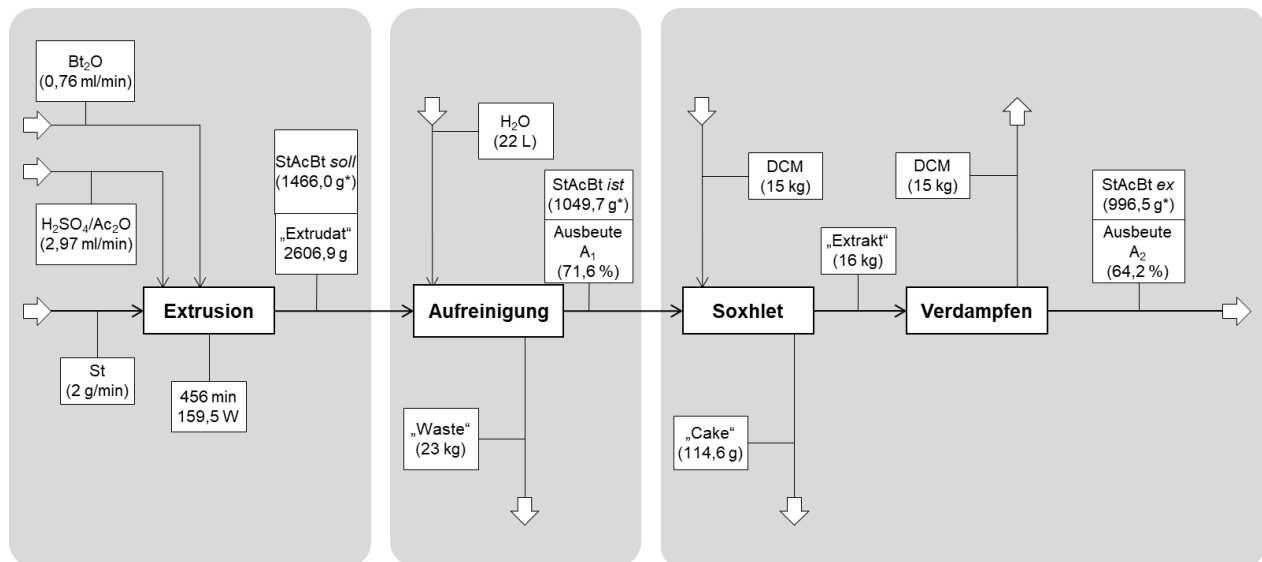 Bt₂O
(0,76 ml/min)
H₂SO₄/Ac₂O
(2,97 ml/min)
St
(2 g/min)
Extrusion
456 min
159,5 W
StAcBt soll
(1466,0 g*)
„Extrudat“
2606,9 g
H₂O
(22 L)
Aufreinigung
„Waste“
(23 kg)
StAcBt ist
(1049,7 g*)
Ausbeute
A₁
(71,6 %)
DCM
(15 kg)
Soxhlet
„Cake“
(114,6 g)
„Extrakt“
(16 kg)
DCM
(15 kg)
Verdampfen
StAcBt ex
(996,5 g*)
Ausbeute
A₂
(64,2 %)